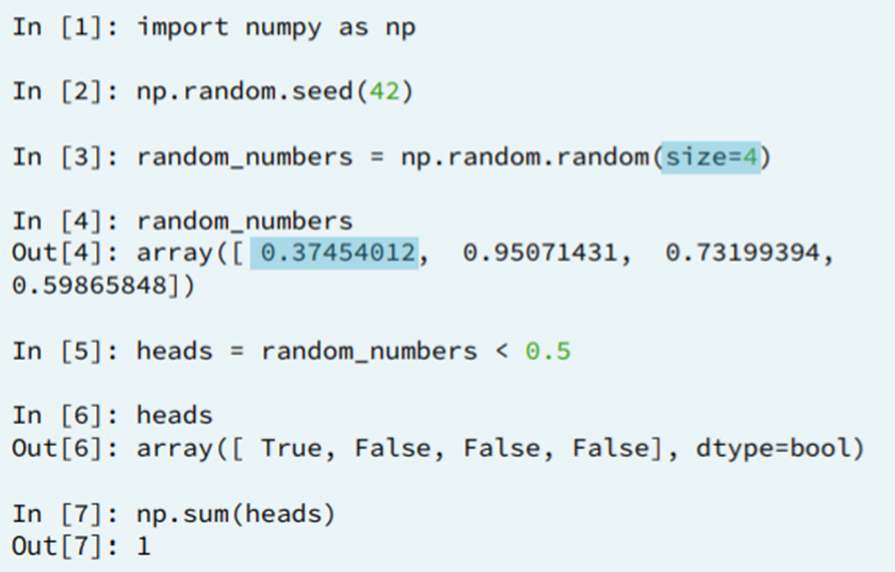 In [1]: import numpy as np
In [2]: np.random.seed(42)
In [3]: random_numbers = np.random.random(size=4)
In [4]: random_numbers
Out[4]: array([ 0.37454012,  0.95071431,  0.73199394,
0.59865848])
In [5]: heads = random_numbers < 0.5
In [6]: heads
Out[6]: array([ True, False, False, False], dtype=bool)
In [7]: np.sum(heads)
Out[7]: 1